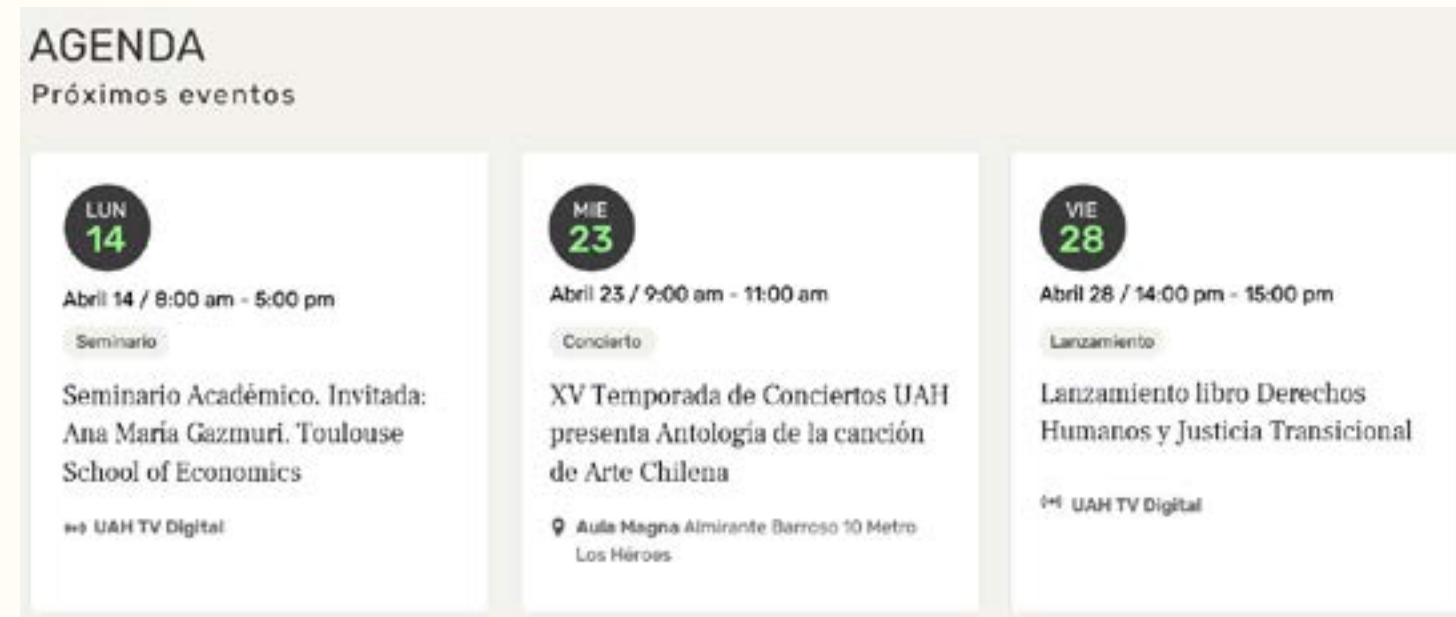 AGENDA
Próximos eventos
LUN
14
Abril 14 / 8:00 am - 5:00 pm
Seminario
Seminario Académico. Invitada:
Ana María Gazmuri. Toulouse
School of Economics
UAH TV Digital
MIE
23
Abril 23 / 9:00 am - 11:00 am
Concierto
XV Temporada de Conciertos UAH
presenta Antología de la canción
de Arte Chilena
Aula Magna Almirante Barroso 10 Metro
Los Héroes
VIE
28
Abril 28 / 14:00 pm - 15:00 pm
Lanzamiento
Lanzamiento libro Derechos
Humanos y Justicia Transicional
UAH TV Digital